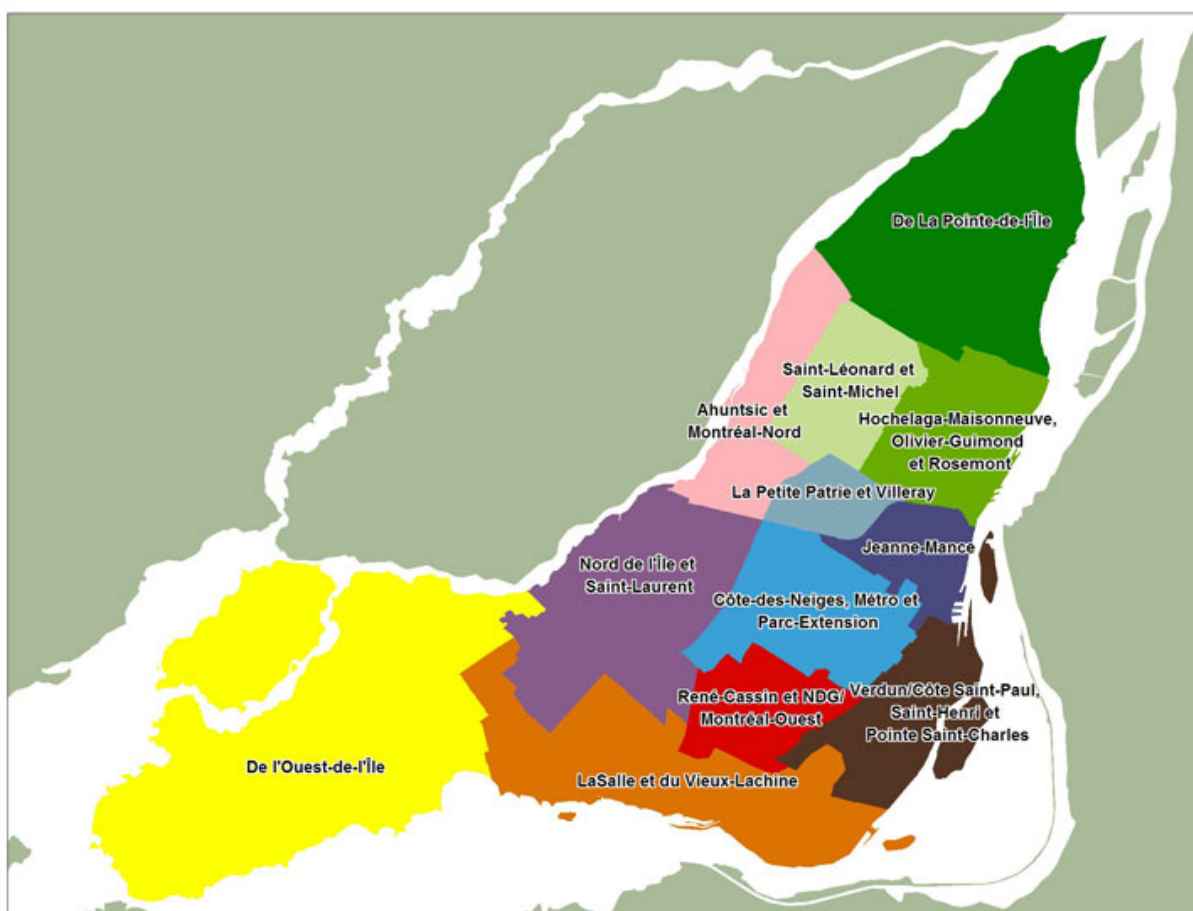 De La Pointe-de-l'Île
Saint-Léonard et
Saint-Michel
Ahuntsic et
Montréal-Nord
Hochelaga-Maisonneuve,
Olivier-Guimond
et Rosemont
La Petite Patrie et Villeray
Jeanne-Mance
Nord de l'Île et
Saint-Laurent
Côte-des-Neiges, Métro et
Parc-Extension
René-Cassin et NDG/
Montréal-Ouest
Verdun/Côte Saint-Paul,
Saint-Henri et
Pointe Saint-Charles
De l'Ouest-de-l'Île
LaSalle et du Vieux-Lachine